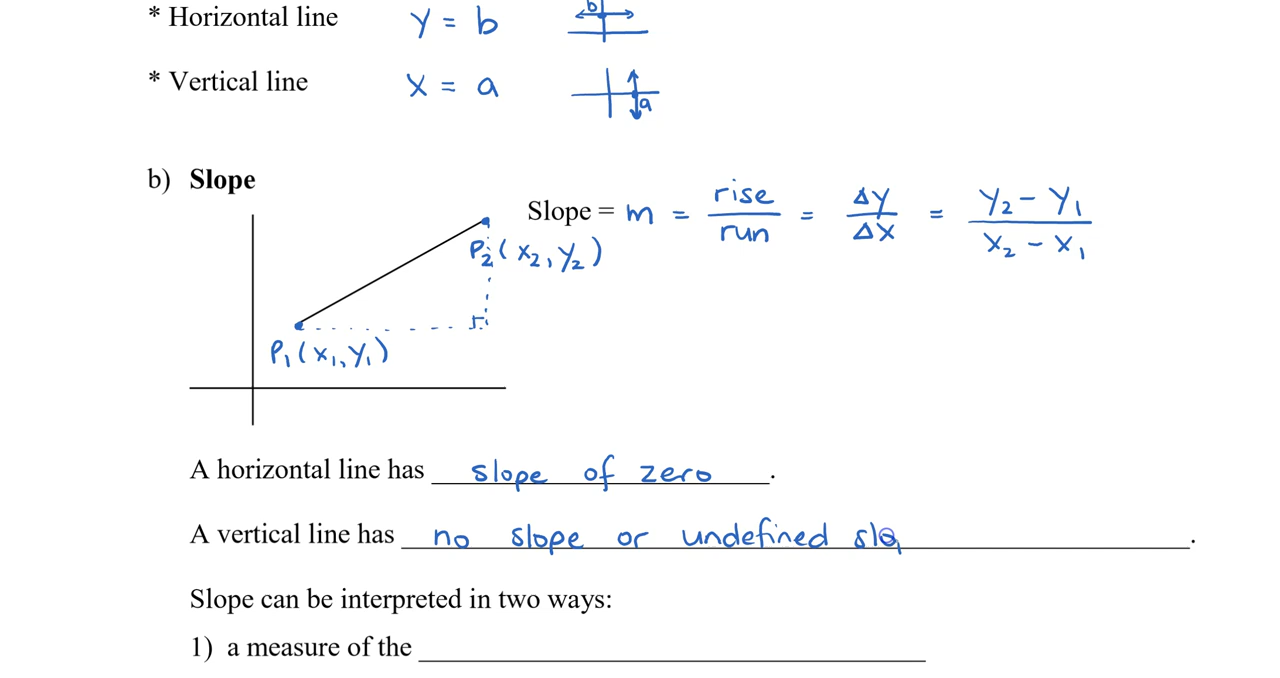 * Horizontal line y = b b
* Vertical line x = a a
b) Slope
Slope = m = rise/run = Δy/Δx = y₂ - y₁/x₂ - x₁
P₂(x₂, y₂)
P₁(x₁, y₁)
A horizontal line has slope of zero.
A vertical line has no slope or undefined slo.
Slope can be interpreted in two ways:
1) a measure of the